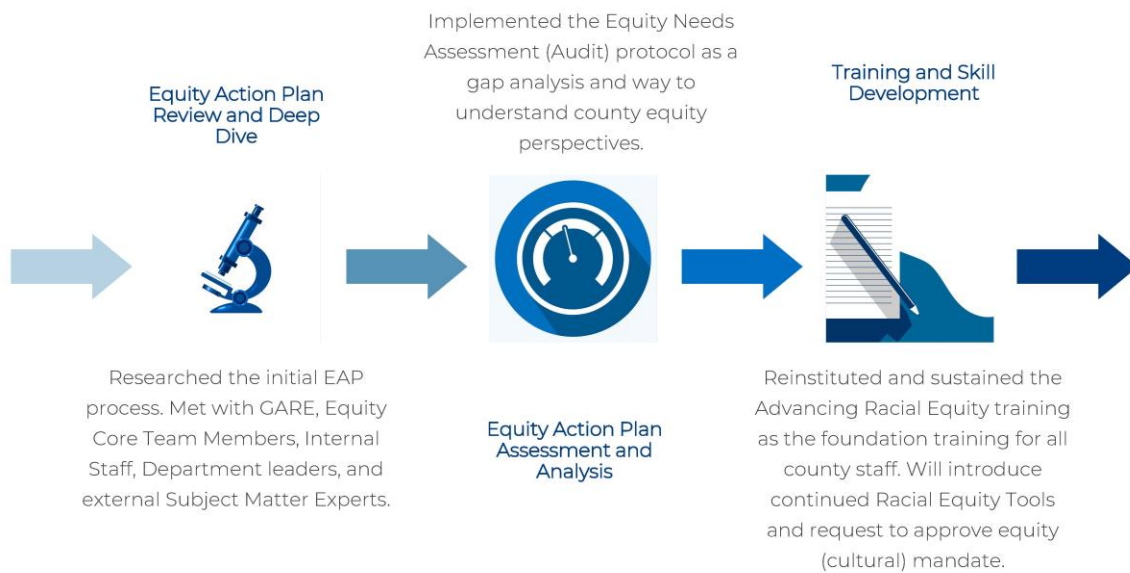 Equity Action Plan
Review and Deep
Dive
Researched the initial EAP
process. Met with GARE, Equity
Core Team Members, Internal
Staff, Department leaders, and
external Subject Matter Experts.
Implemented the Equity Needs
Assessment (Audit) protocol as a
gap analysis and way to
understand county equity
perspectives.
Equity Action Plan
Assessment and
Analysis
Training and Skill
Development
Reinstituted and sustained the
Advancing Racial Equity training
as the foundation training for all
county staff. Will introduce
continued Racial Equity Tools
and request to approve equity
(cultural) mandate.